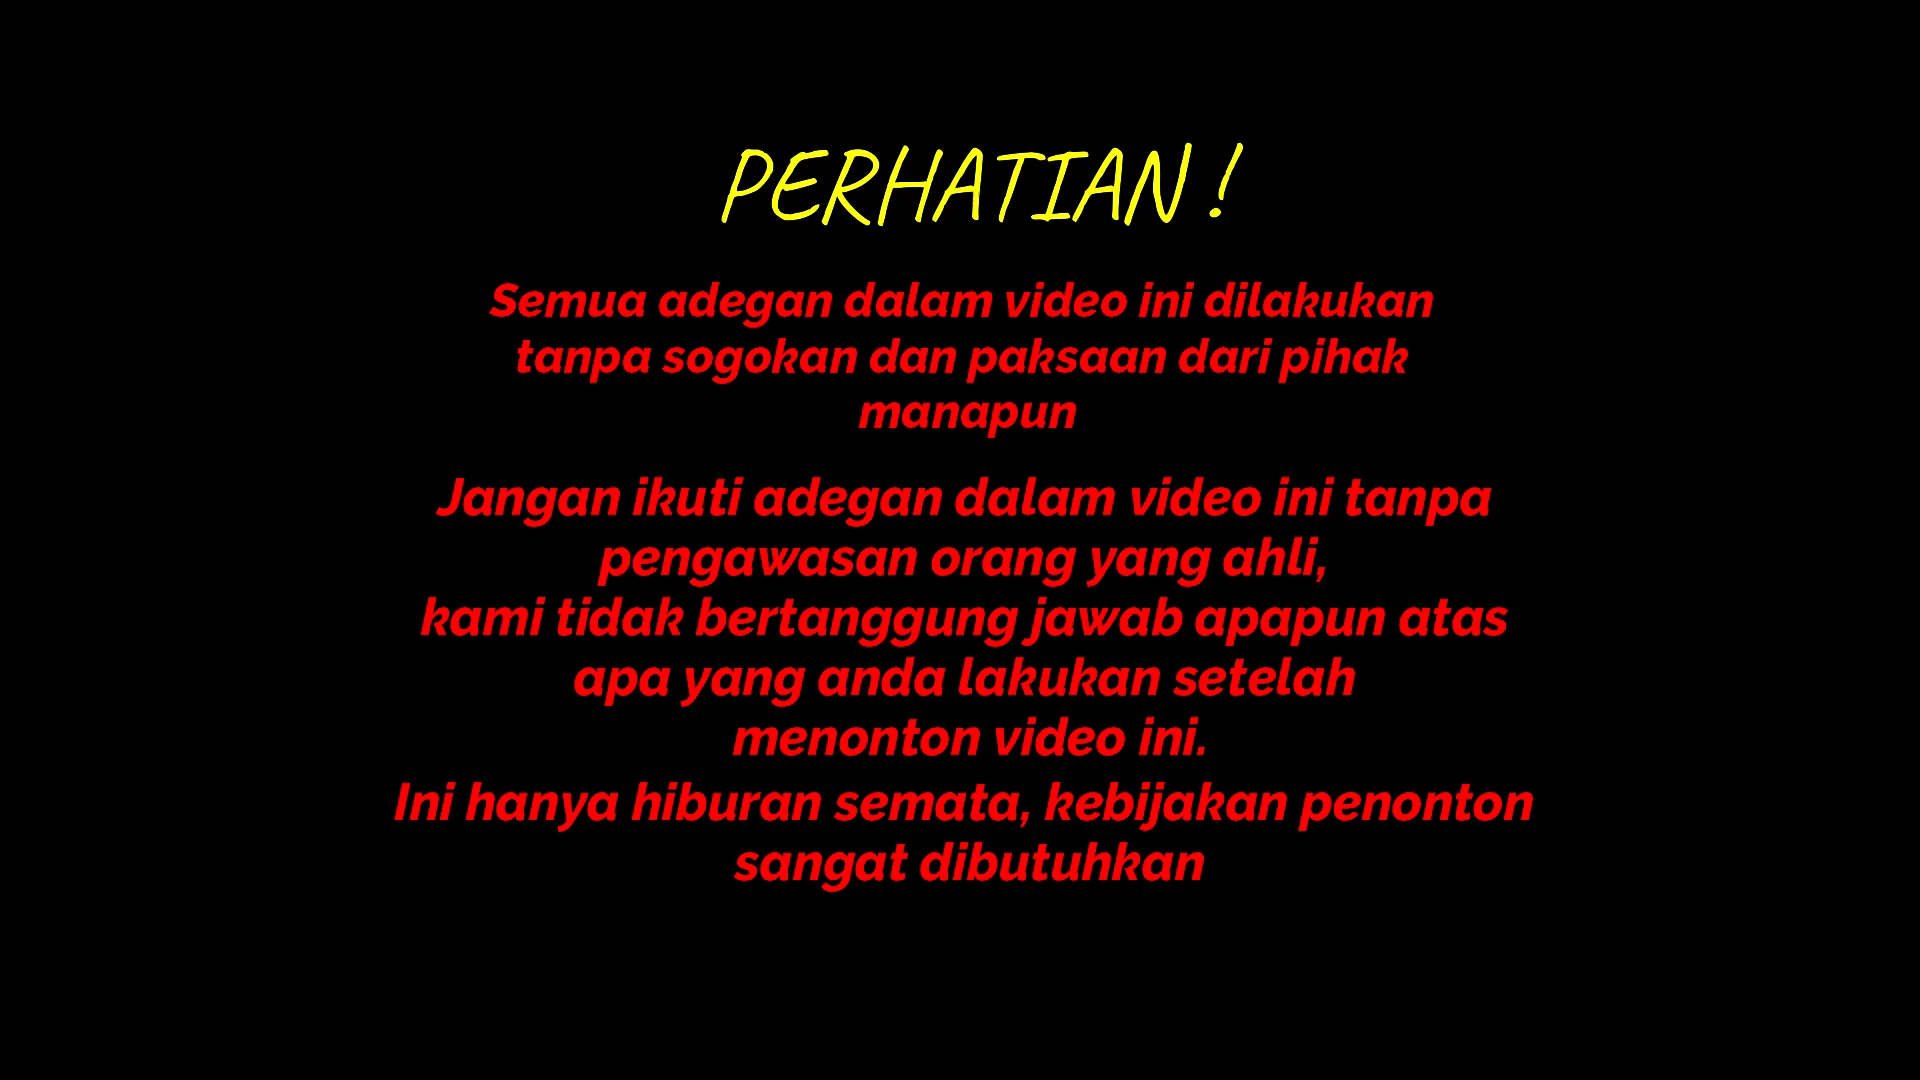 PERHATIAN !
Semua adegan dalam video ini dilakukan
tanpa sogokan dan paksaan dari pihak
manapun
Jangan ikuti adegan dalam video ini tanpa
pengawasan orang yang ahli,
kami tidak bertanggung jawab apapun atas
apa yang anda lakukan setelah
menonton video ini.
Ini hanya hiburan semata, kebijakan penonton
sangat dibutuhkan